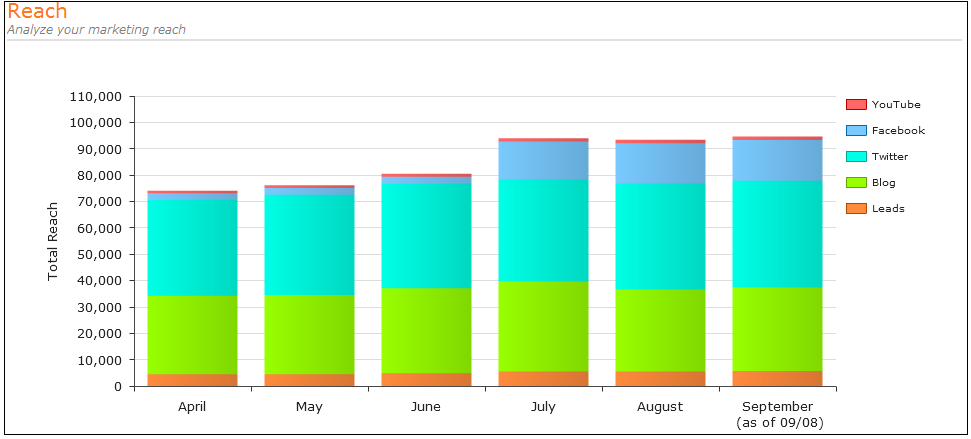 Reach
Analyze your marketing reach
110,000
100,000
90,000
80,000
70,000
60,000
50,000
40,000
30,000
20,000
10,000
0
Total Reach
April
May
June
July
August
September
(as of 09/08)
YouTube
Facebook
Twitter
Blog
Leads